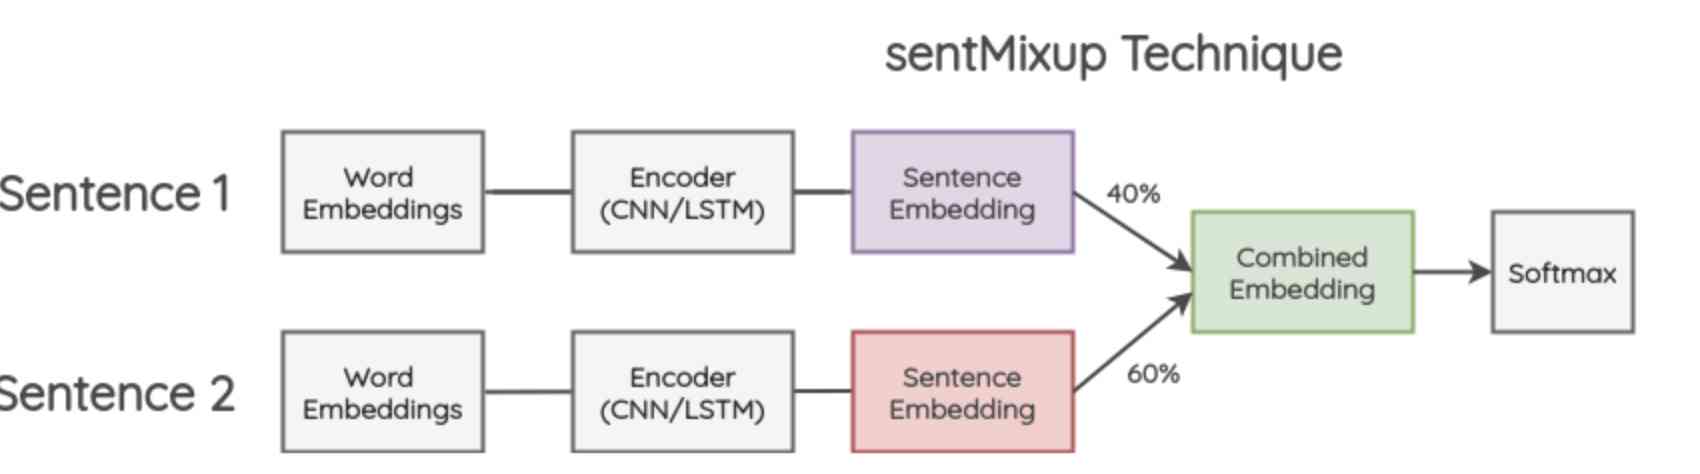 sentMixup Technique
Sentence 1
Word
Embeddings
Encoder
(CNN/LSTM)
Sentence
Embedding
40%
Combined
Embedding
Softmax
Sentence 2
Word
Embeddings
Encoder
(CNN/LSTM)
Sentence
Embedding
60%